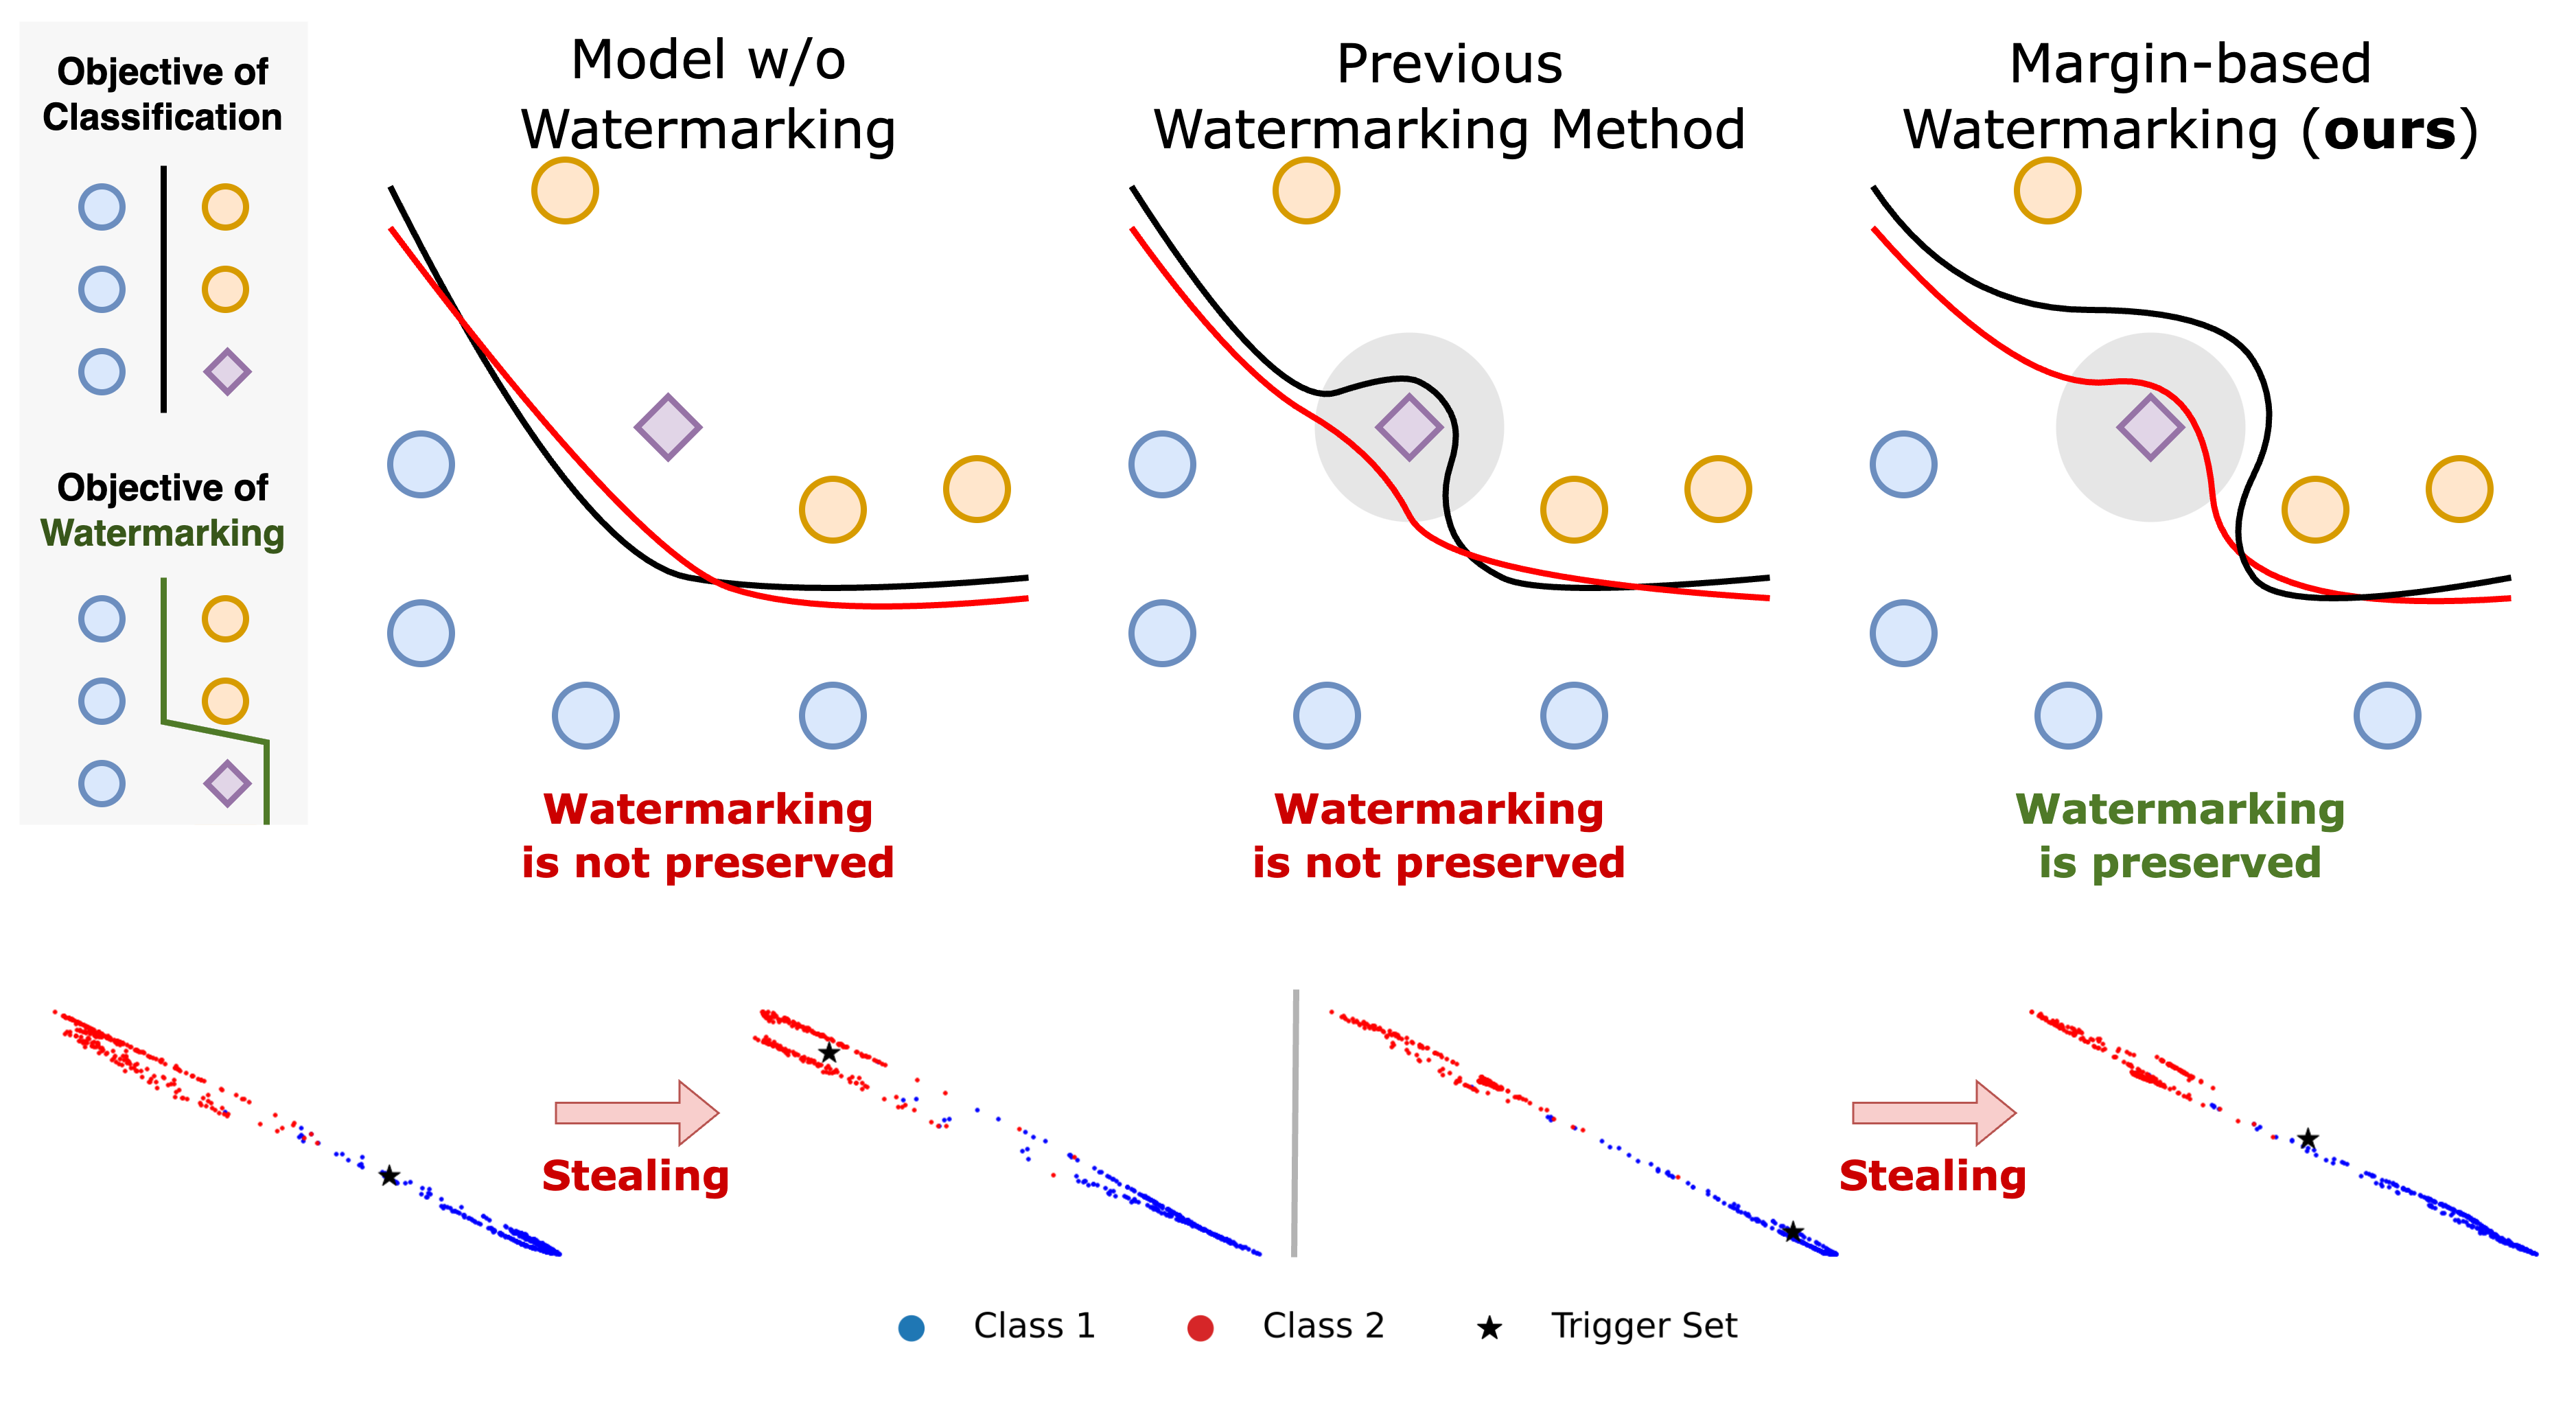 Objective of
Classification
Objective of
Watermarking
Model w/o
Watermarking
Previous
Watermarking Method
Margin-based
Watermarking (ours)
Watermarking
is not preserved
Watermarking
is not preserved
Watermarking
is preserved
Stealing
Stealing
Class 1
Class 2
Trigger Set